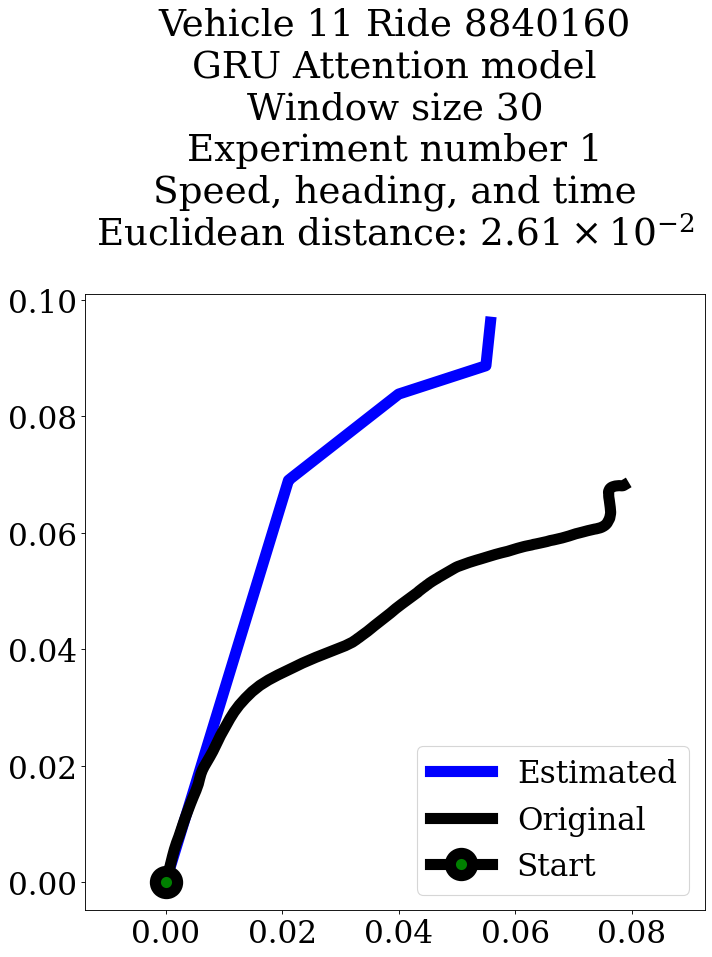 Vehicle 11 Ride 8840160
GRU Attention model
Window size 30
Experiment number 1
Speed, heading, and time
Euclidean distance: 2.61 × 10⁻²
0.10
0.08
0.06
0.04
0.02
0.00
Estimated
Original
Start
0.00 0.02 0.04 0.06 0.08